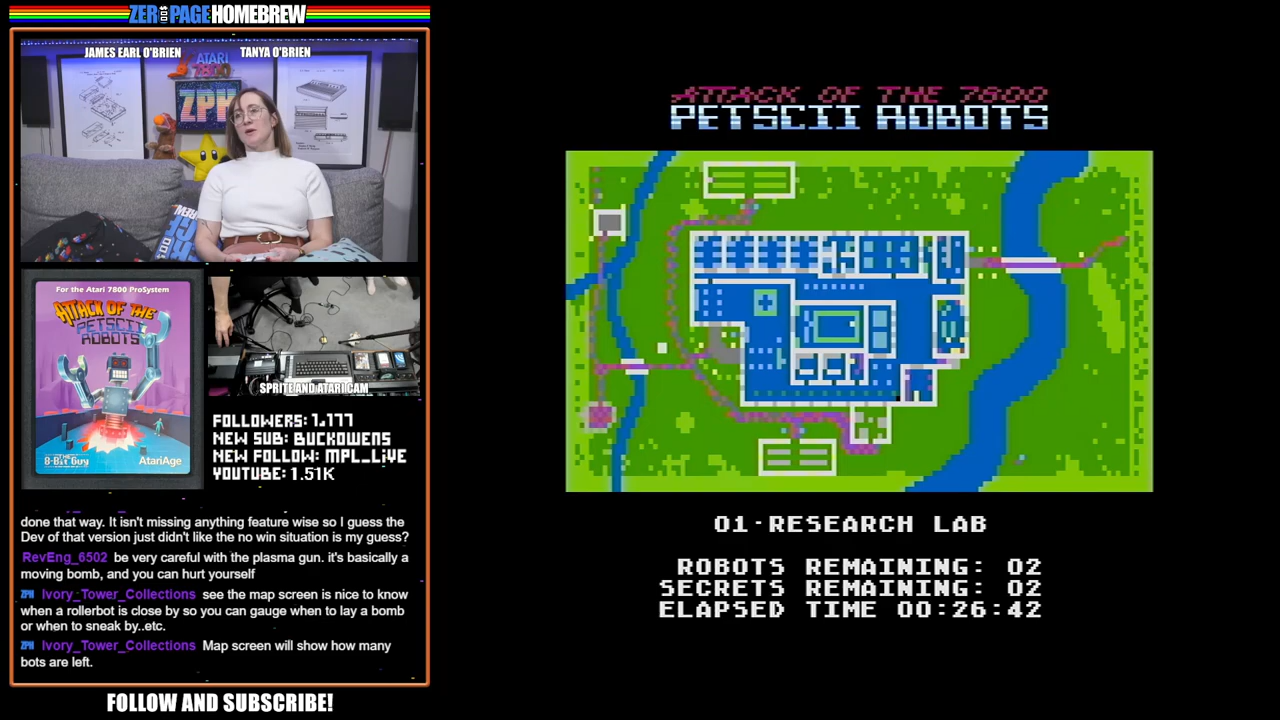 ZER PAGE HOMEBREW
JAMES EARL O'BRIEN
TANYA O'BRIEN
ATARI
ZPH
For the Atari 7800 ProSystem
ATTACK OF THE
PETSCII
ROBOTS
THE 8-Bit Guy
AtariAge
SPRITE AND ATARI CAM
FOLLOWERS: 1,177
NEW SUB: BUCKOWENS
NEW FOLLOW: MPL_LIVE
YOUTUBE: 1.51K
done that way. It isn't missing anything feature wise so I guess the
Dev of that version just didn't like the no win situation is my guess?
RevEng_6502 be very careful with the plasma gun. it's basically a
moving bomb, and you can hurt yourself
ZPH Ivory_Tower_Collections see the map screen is nice to know
when a rollerbot is close by so you can gauge when to lay a bomb
or when to sneak by..etc.
ZPH Ivory_Tower_Collections Map screen will show how many
bots are left.
FOLLOW AND SUBSCRIBE!
ATTACK OF THE 7800
PETSCII ROBOTS
01-RESEARCH LAB
ROBOTS REMAINING: 02
SECRETS REMAINING: 02
ELAPSED TIME 00:26:42